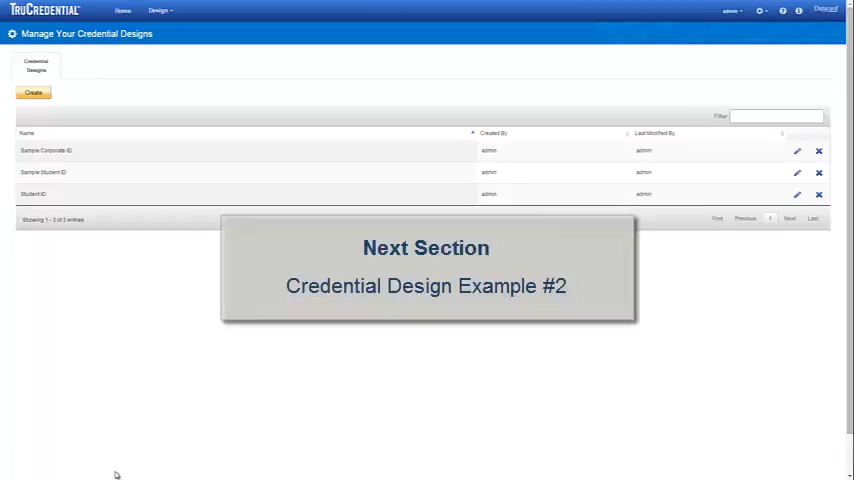 TruCredential™ Home Design admin Datacard
Manage Your Credential Designs
Credential
Designs
Create
Filter
Name Created By Last Modified By
Sample Corporate ID admin admin
Sample Student ID admin admin
Student ID admin admin
Showing 1 - 3 of 3 entries First Previous 1 Next Last
Next Section
Credential Design Example #2